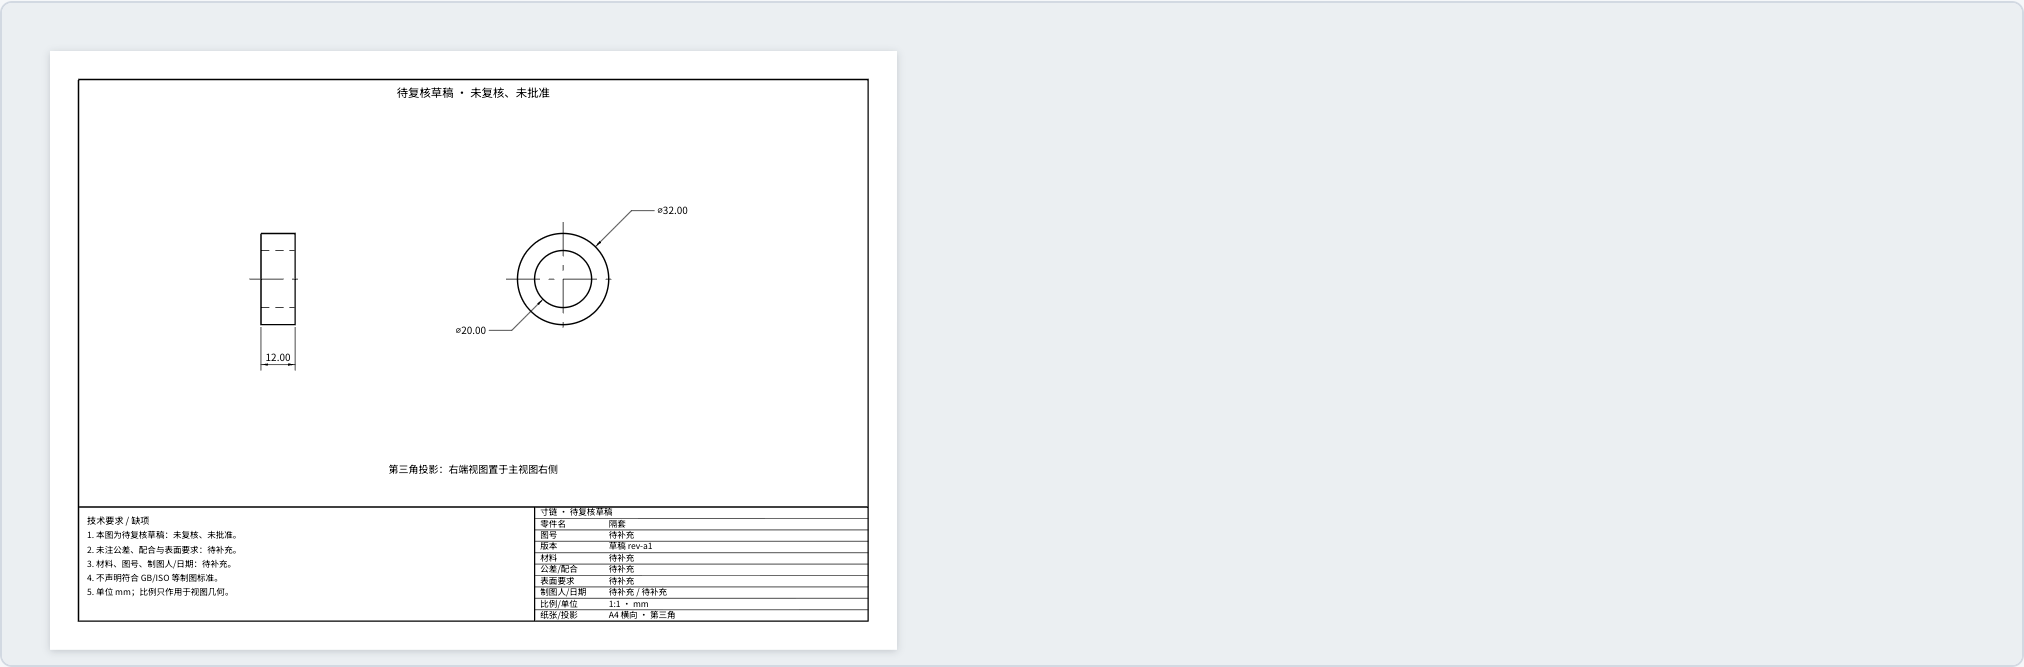 待复核草稿 · 未复核、未批准
⌀32.00
⌀20.00
12.00
第三角投影：右端视图置于主视图右侧
技术要求 / 缺项
1. 本图为待复核草稿：未复核、未批准。
2. 未注公差、配合与表面要求：待补充。
3. 材料、图号、制图人/日期：待补充。
4. 不声明符合 GB/ISO 等制图标准。
5. 单位 mm；比例只作用于视图几何。
寸链 · 待复核草稿
零件名 隔套
图号 待补充
版本 草稿 rev-a1
材料 待补充
公差/配合 待补充
表面要求 待补充
制图人/日期 待补充 / 待补充
比例/单位 1:1 · mm
纸张/投影 A4 横向 · 第三角